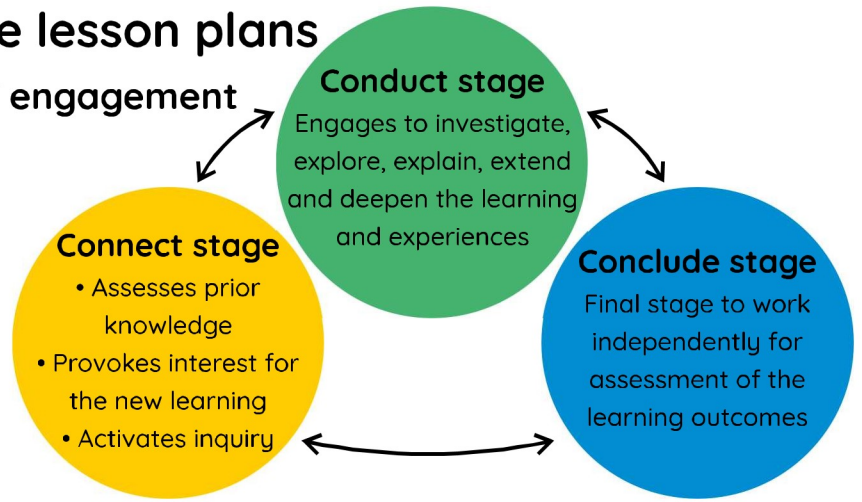 e lesson plans
engagement
Conduct stage
Engages to investigate,
explore, explain, extend
and deepen the learning
and experiences
Connect stage
• Assesses prior
knowledge
• Provokes interest for
the new learning
• Activates inquiry
Conclude stage
Final stage to work
independently for
assessment of the
learning outcomes